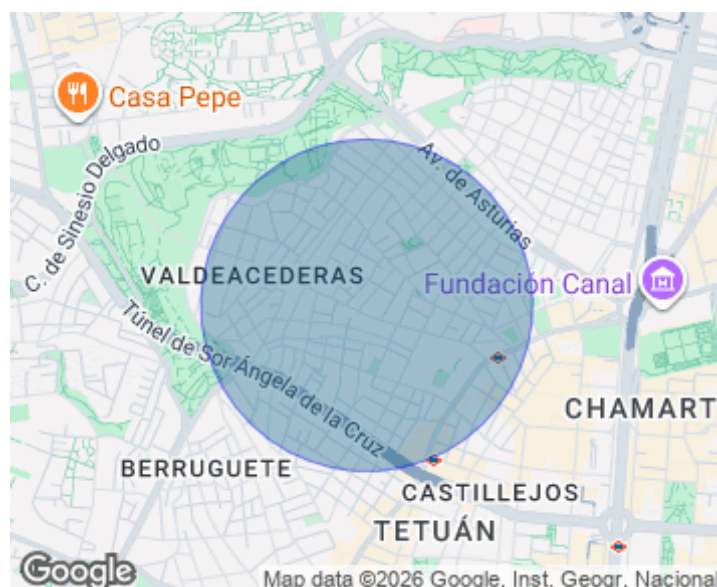 Casa Pepe
C. de Sinesio Delgado
Av. de Asturias
VALDEACEDERAS
Fundación Canal
Túnel de Sor Ángela de la Cruz
CHAMART
BERRUGUETE
CASTILLEJOS
TETUÁN
Google
Map data ©2026 Google, Inst. Geogr. Nacional